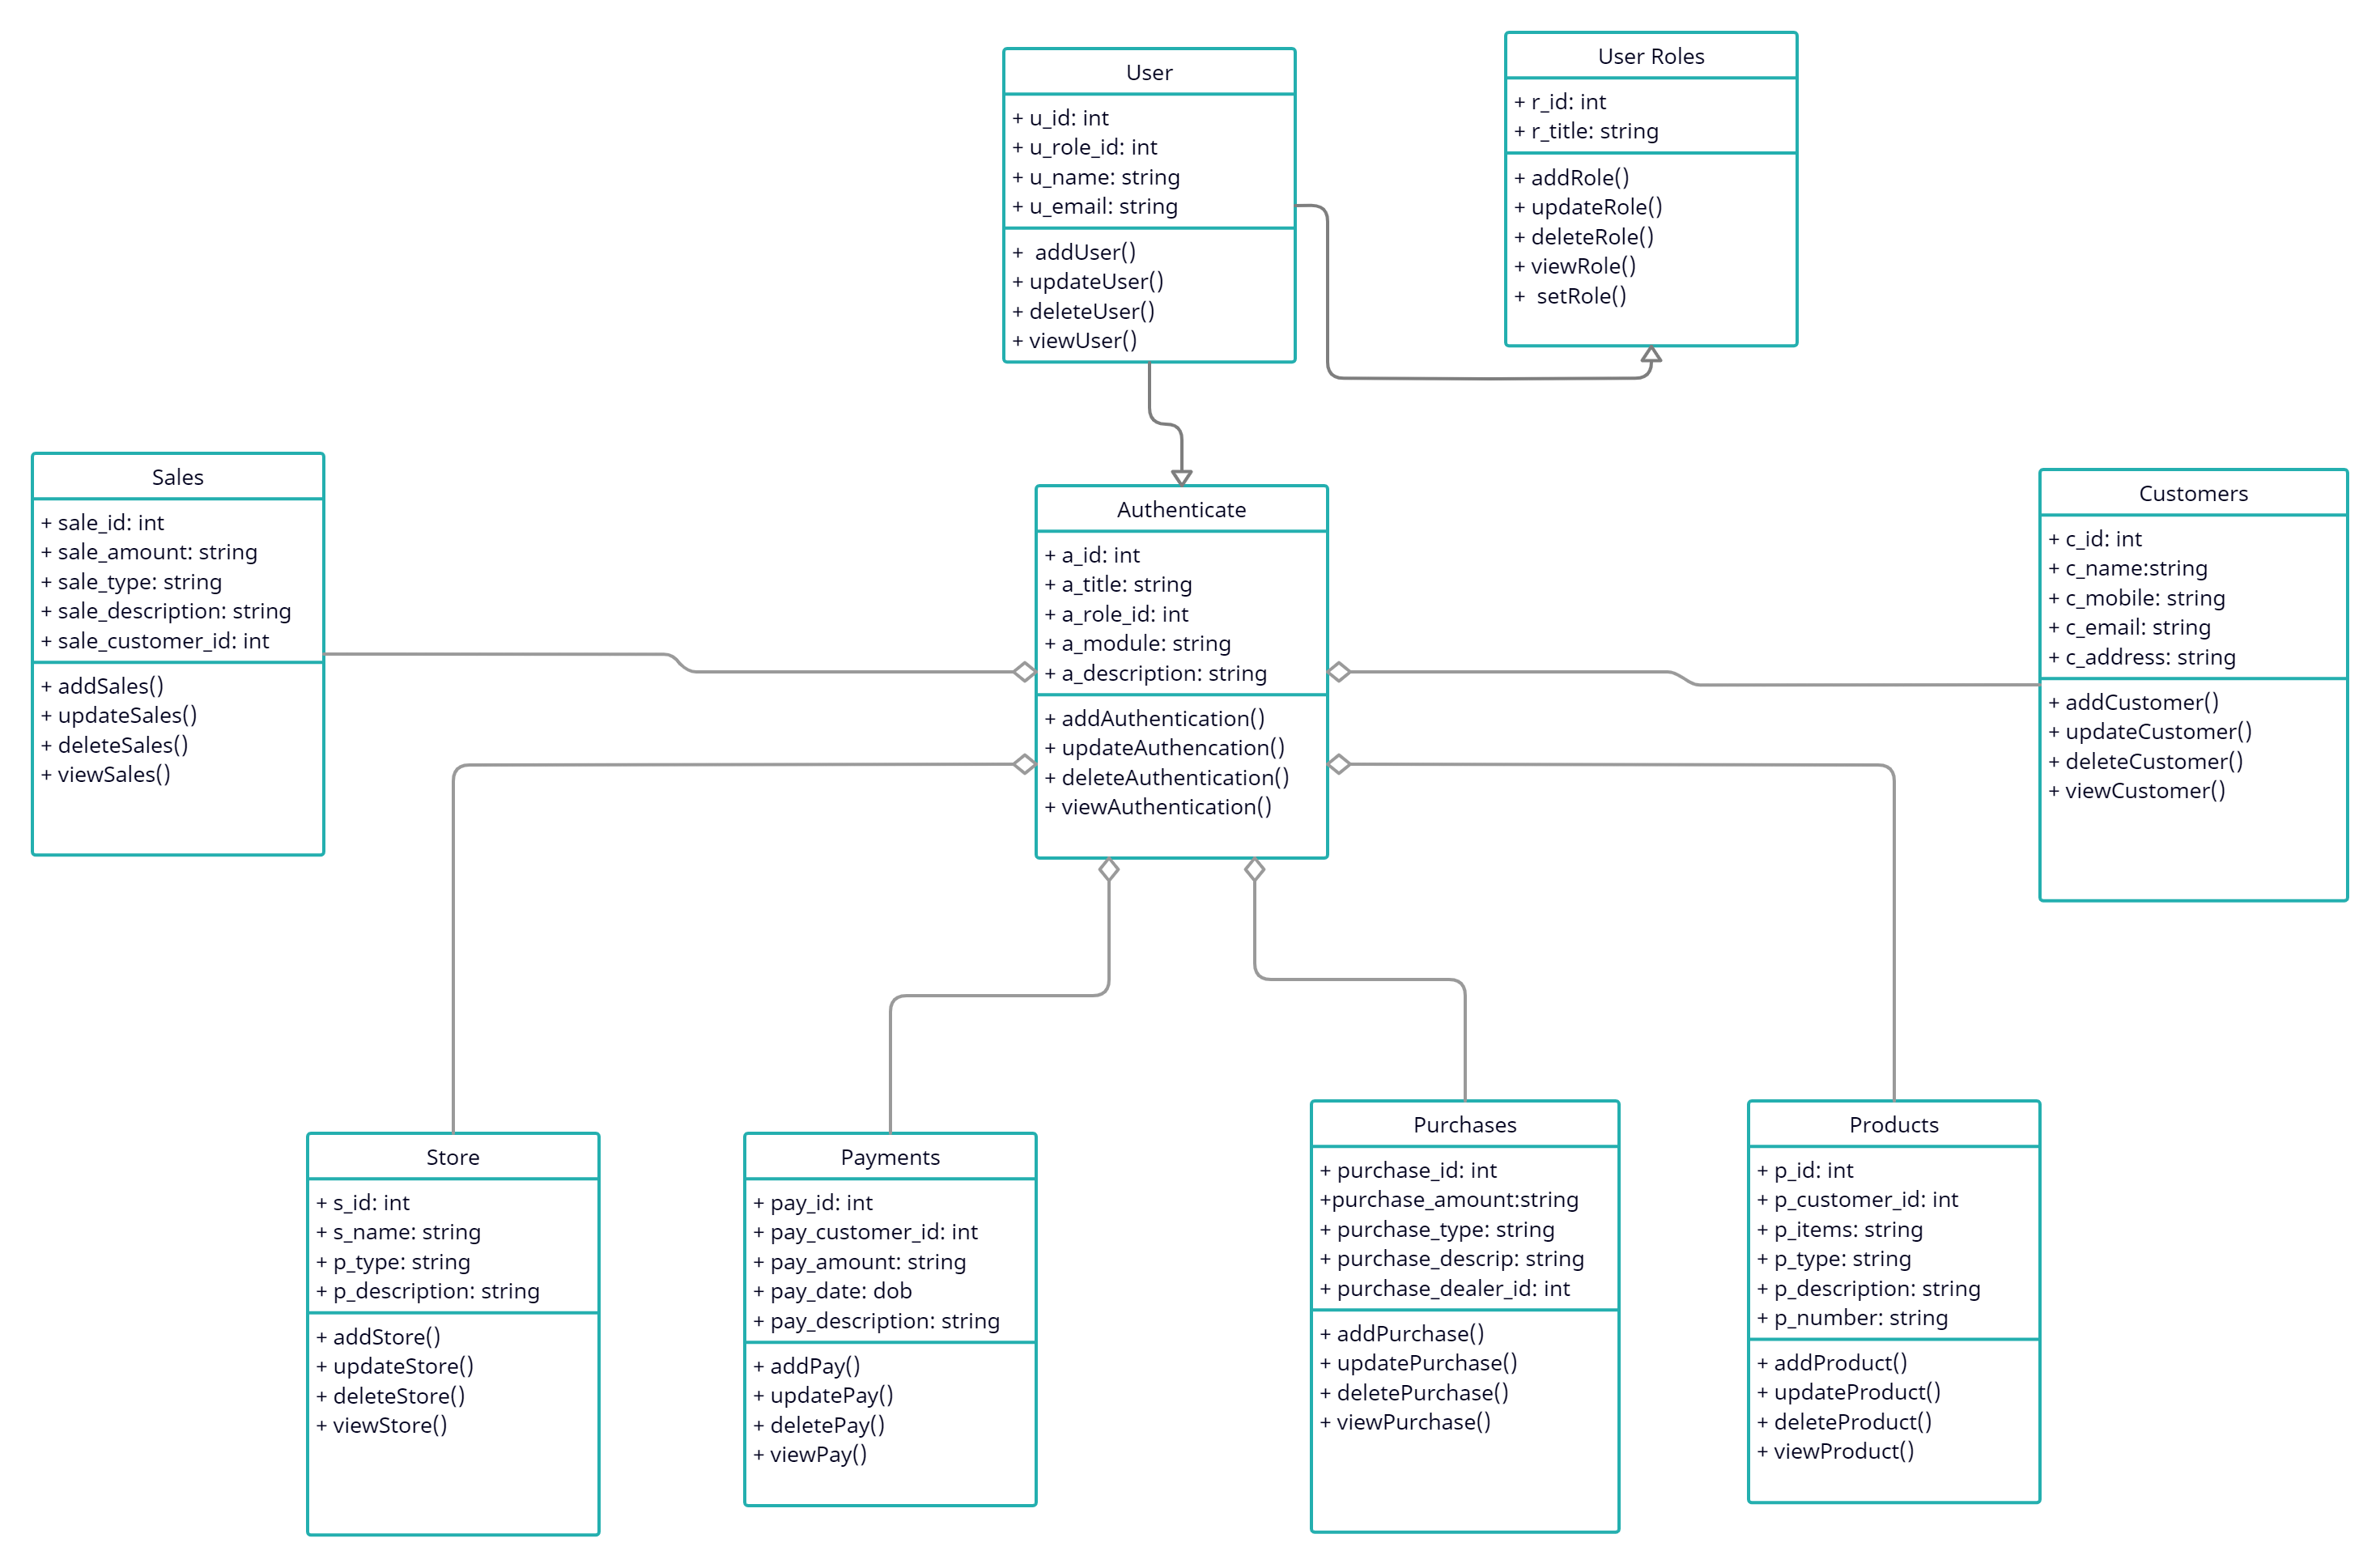 User
+ u_id: int
+ u_role_id: int
+ u_name: string
+ u_email: string
+  addUser()
+ updateUser()
+ deleteUser()
+ viewUser()
User Roles
+ r_id: int
+ r_title: string
+ addRole()
+ updateRole()
+ deleteRole()
+ viewRole()
+  setRole()
Sales
+ sale_id: int
+ sale_amount: string
+ sale_type: string
+ sale_description: string
+ sale_customer_id: int
+ addSales()
+ updateSales()
+ deleteSales()
+ viewSales()
Authenticate
+ a_id: int
+ a_title: string
+ a_role_id: int
+ a_module: string
+ a_description: string
+ addAuthentication()
+ updateAuthencation()
+ deleteAuthentication()
+ viewAuthentication()
Customers
+ c_id: int
+ c_name:string
+ c_mobile: string
+ c_email: string
+ c_address: string
+ addCustomer()
+ updateCustomer()
+ deleteCustomer()
+ viewCustomer()
Store
+ s_id: int
+ s_name: string
+ p_type: string
+ p_description: string
+ addStore()
+ updateStore()
+ deleteStore()
+ viewStore()
Payments
+ pay_id: int
+ pay_customer_id: int
+ pay_amount: string
+ pay_date: dob
+ pay_description: string
+ addPay()
+ updatePay()
+ deletePay()
+ viewPay()
Purchases
+ purchase_id: int
+purchase_amount:string
+ purchase_type: string
+ purchase_descrip: string
+ purchase_dealer_id: int
+ addPurchase()
+ updatePurchase()
+ deletePurchase()
+ viewPurchase()
Products
+ p_id: int
+ p_customer_id: int
+ p_items: string
+ p_type: string
+ p_description: string
+ p_number: string
+ addProduct()
+ updateProduct()
+ deleteProduct()
+ viewProduct()